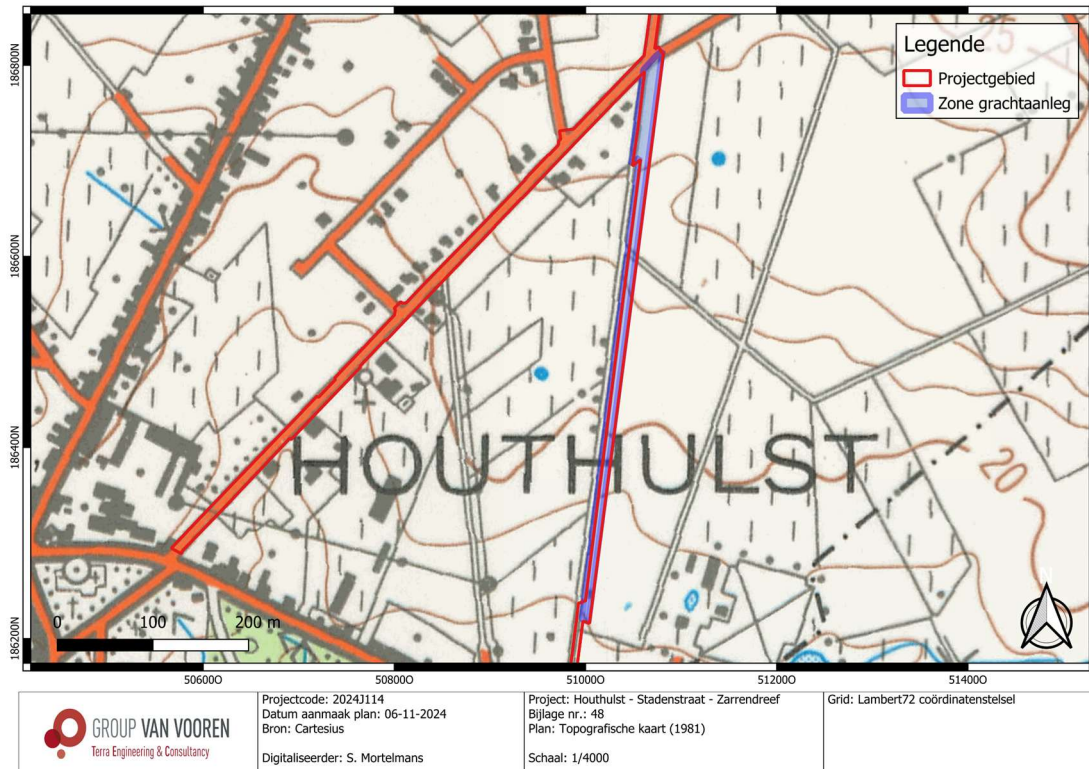 Legende
Projectgebied
Zone grachtaanleg
25
186800N
186600N
186400N
186200N
HOUTHULST
20
N
0 100 200 m
506000 508000 510000 512000 514000
GROUP VAN VOOREN
Terra Engineering & Consultancy
Projectcode: 2024J114
Datum aanmaak plan: 06-11-2024
Bron: Cartesius
Digitaliseerder: S. Mortelmans
Project: Houthulst - Stadenstraat - Zarrendreef
Bijlage nr.: 48
Plan: Topografische kaart (1981)
Schaal: 1/4000
Grid: Lambert72 coördinatenstelsel